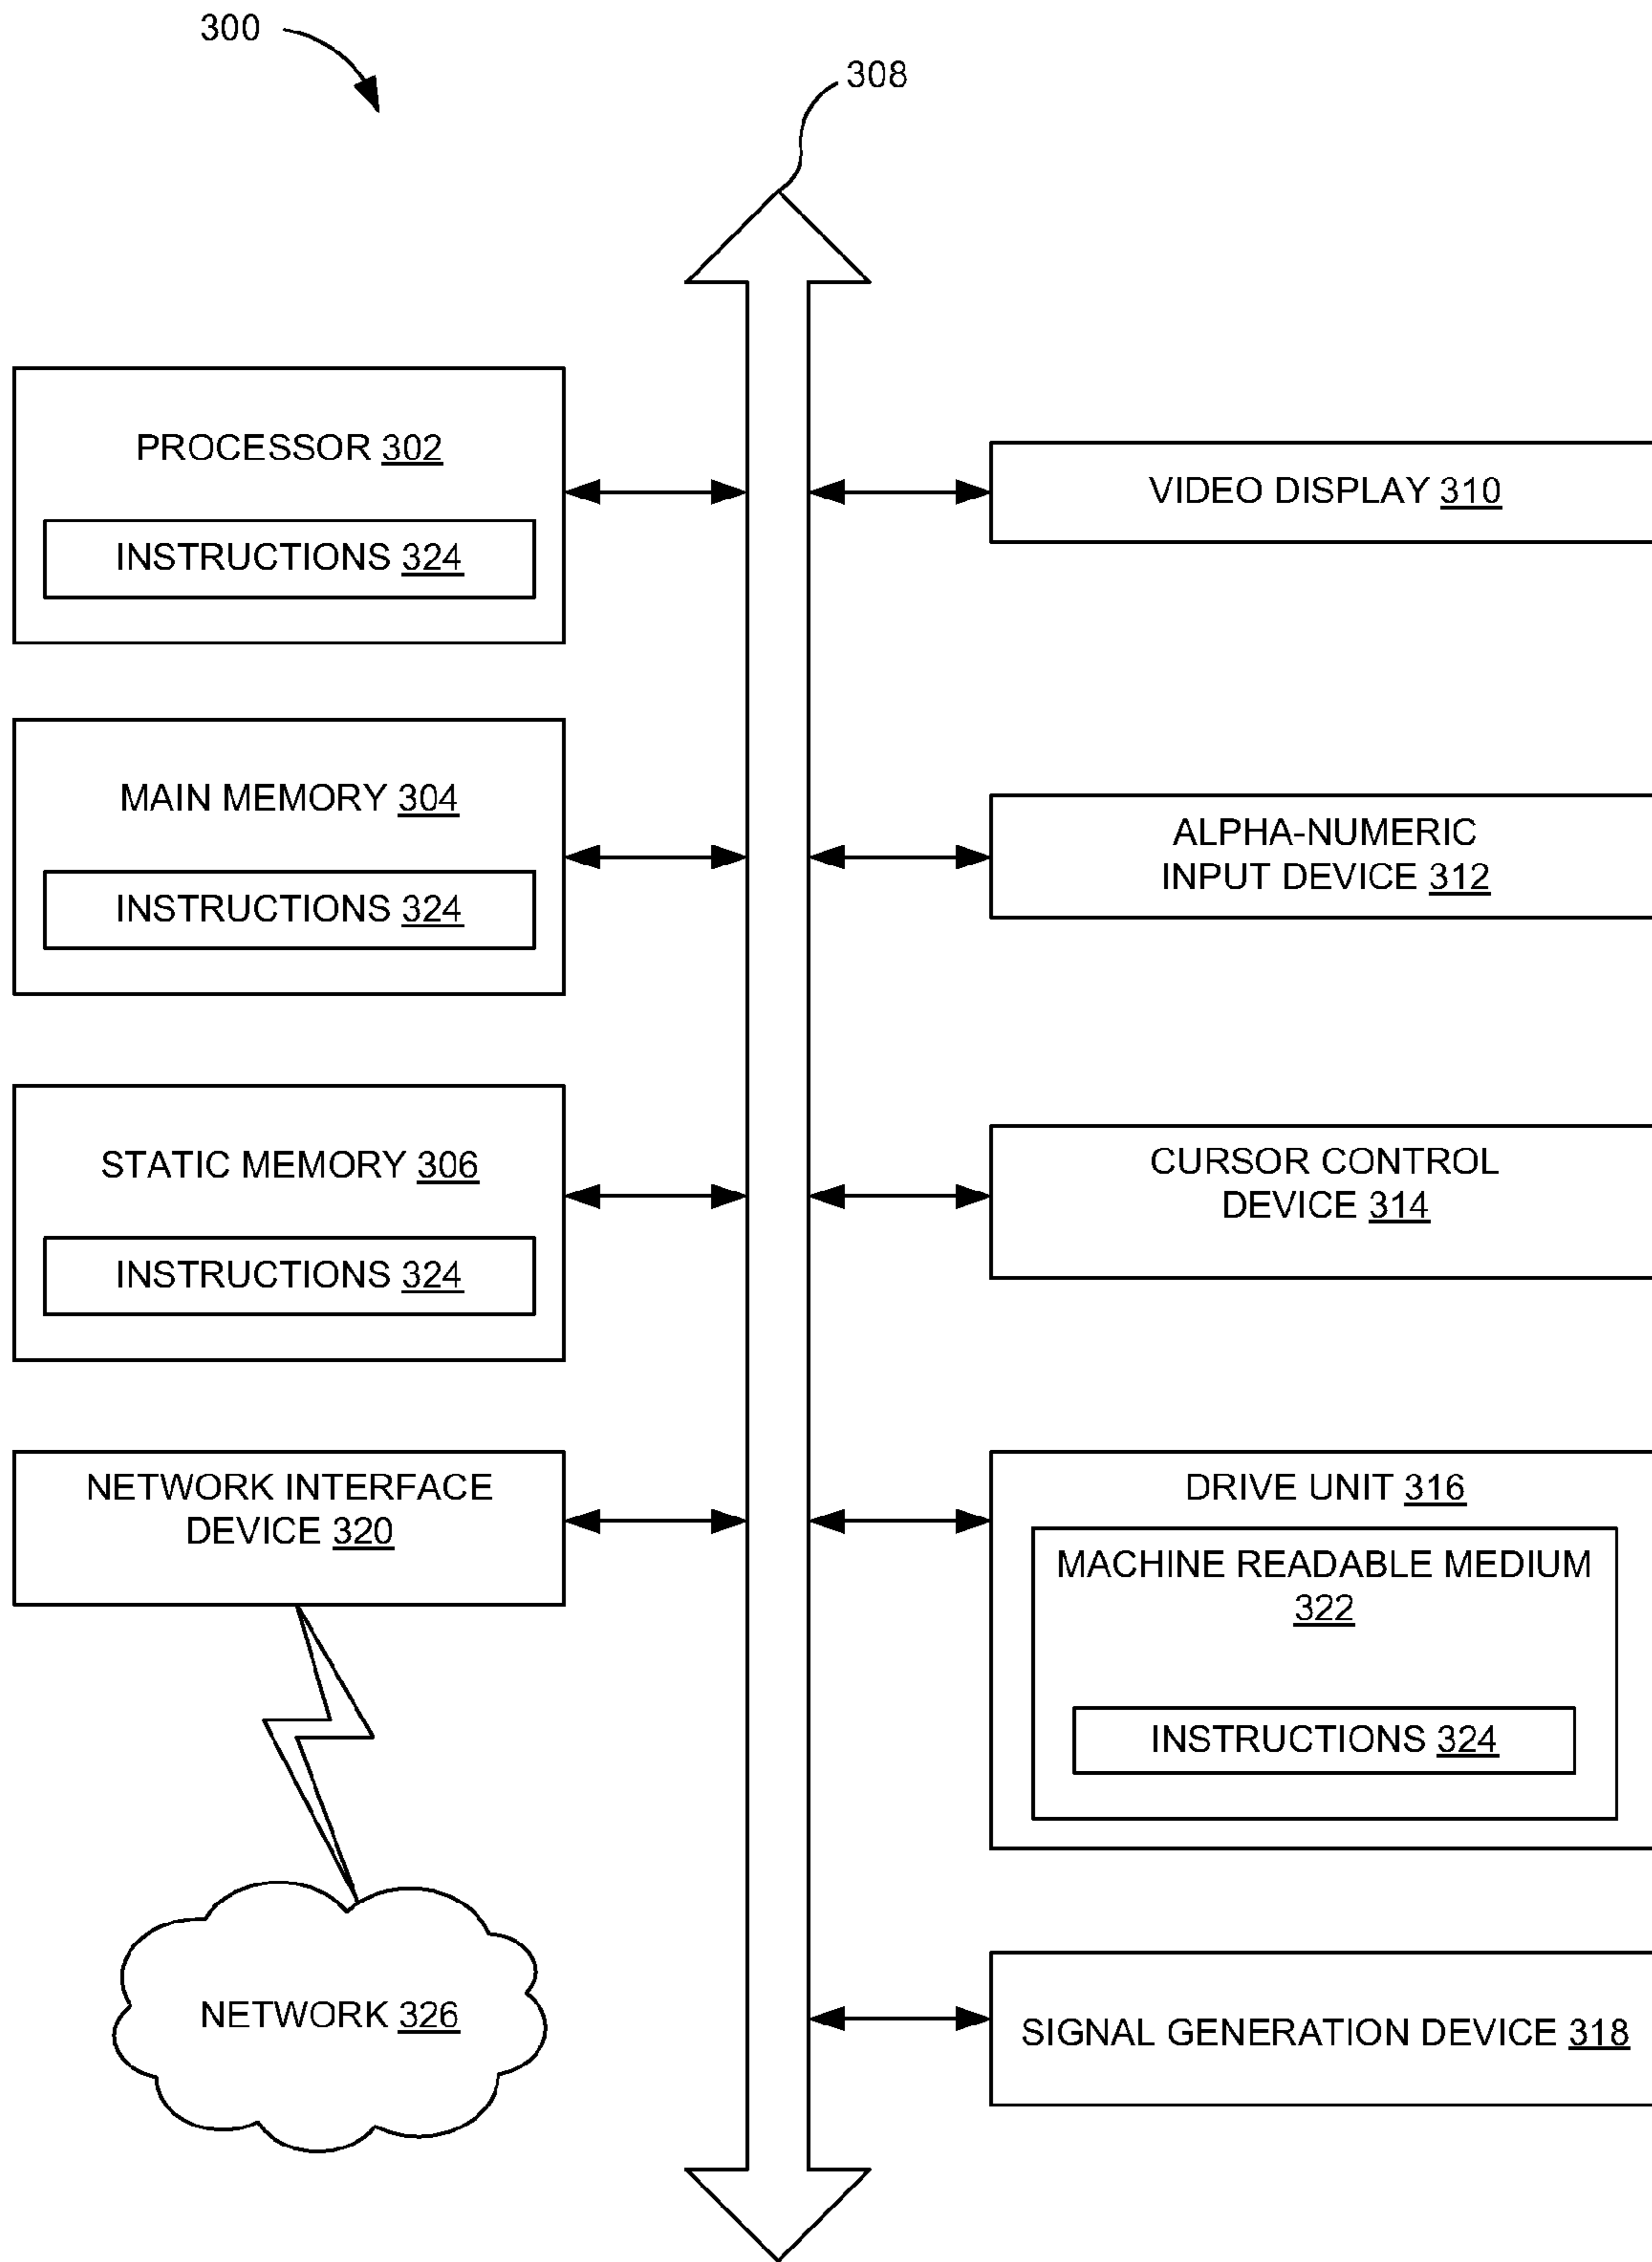 300
308
PROCESSOR 302
INSTRUCTIONS 324
VIDEO DISPLAY 310
MAIN MEMORY 304
INSTRUCTIONS 324
ALPHA-NUMERIC
INPUT DEVICE 312
STATIC MEMORY 306
INSTRUCTIONS 324
CURSOR CONTROL
DEVICE 314
NETWORK INTERFACE
DEVICE 320
DRIVE UNIT 316
MACHINE READABLE MEDIUM
322
INSTRUCTIONS 324
NETWORK 326
SIGNAL GENERATION DEVICE 318